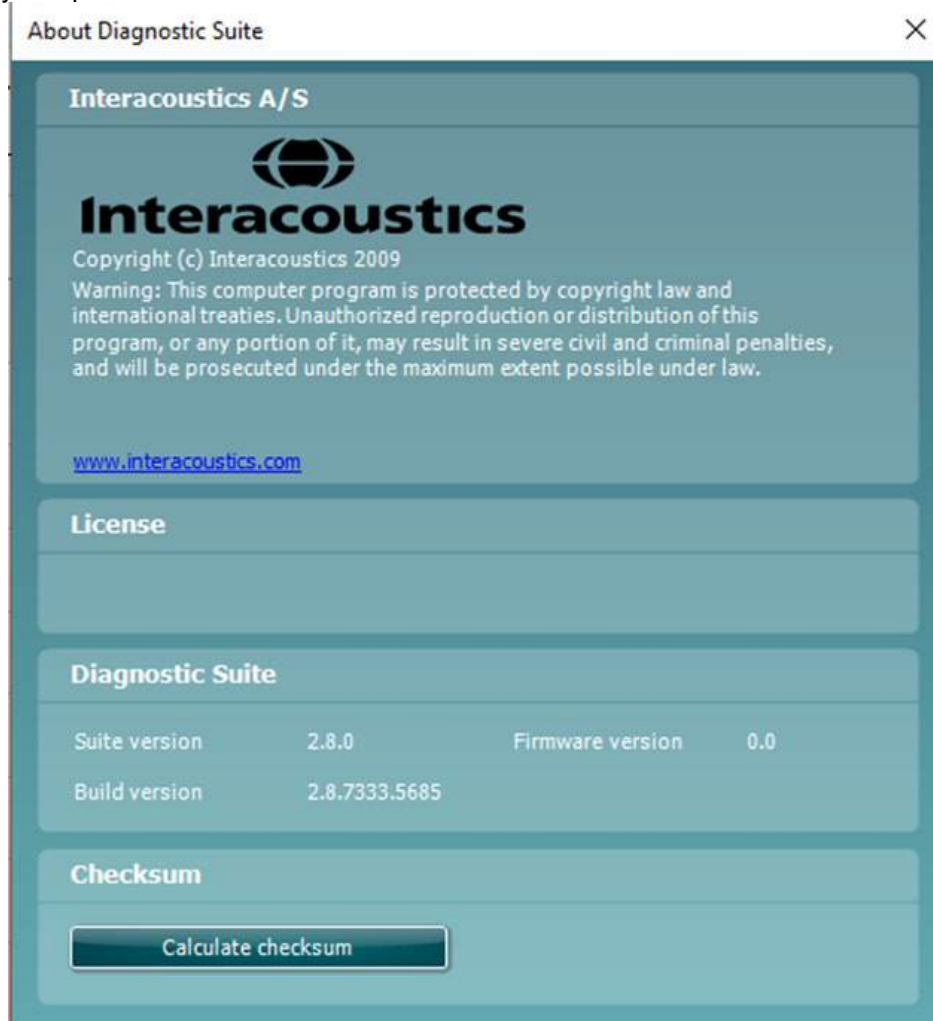 About Diagnostic Suite
Interacoustics A/S
Interacoustics
Copyright (c) Interacoustics 2009
Warning: This computer program is protected by copyright law and
international treaties. Unauthorized reproduction or distribution of this
program, or any portion of it, may result in severe civil and criminal penalties,
and will be prosecuted under the maximum extent possible under law.
www.interacoustics.com
License
Diagnostic Suite
Suite version 2.8.0 Firmware version 0.0
Build version 2.8.7333.5685
Checksum
Calculate checksum